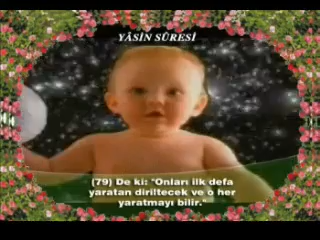 YÂSİN SÛRESİ
(79) De ki: "Onları ilk defa
yaratan diriltecek ve o her
yaratmayı bilir."